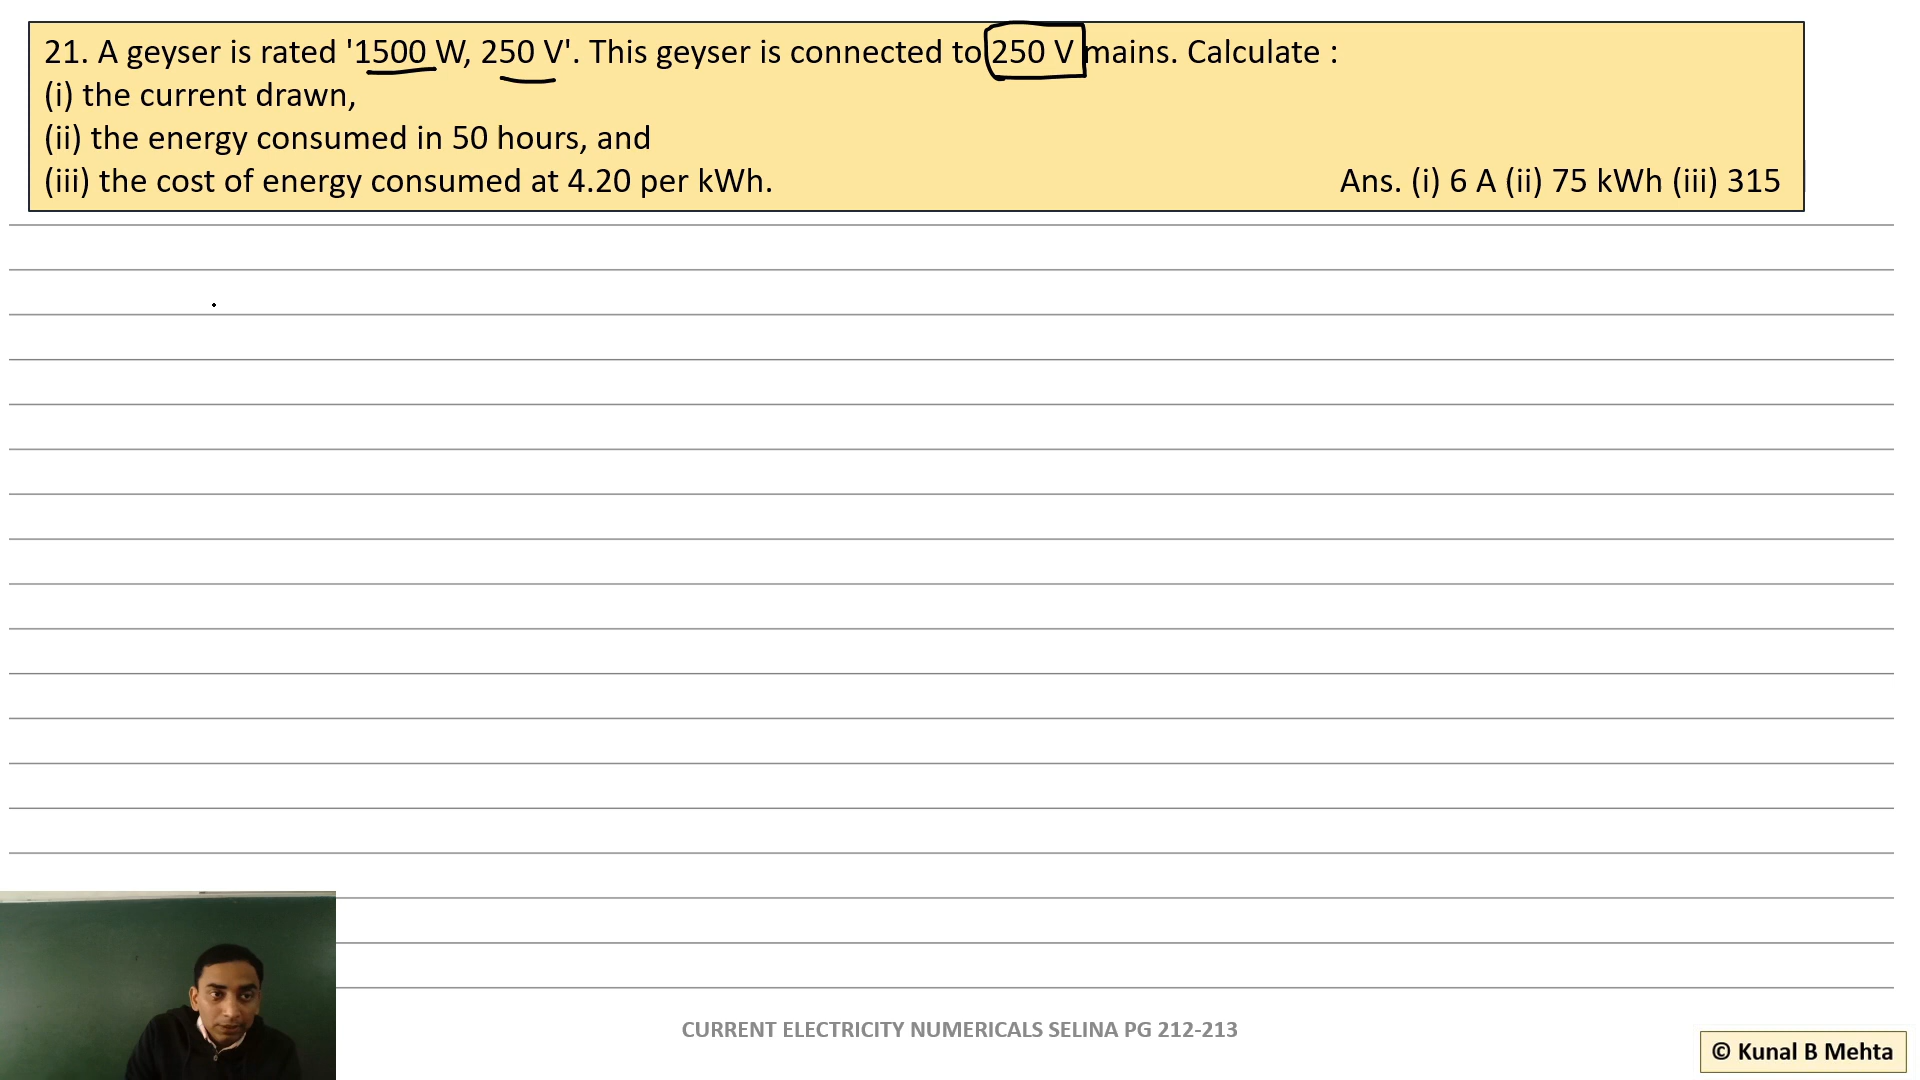 21. A geyser is rated '1500 W, 250 V'. This geyser is connected to 250 V mains. Calculate :
(i) the current drawn,
(ii) the energy consumed in 50 hours, and
(iii) the cost of energy consumed at 4.20 per kWh. Ans. (i) 6 A (ii) 75 kWh (iii) 315
CURRENT ELECTRICITY NUMERICALS SELINA PG 212-213
© Kunal B Mehta